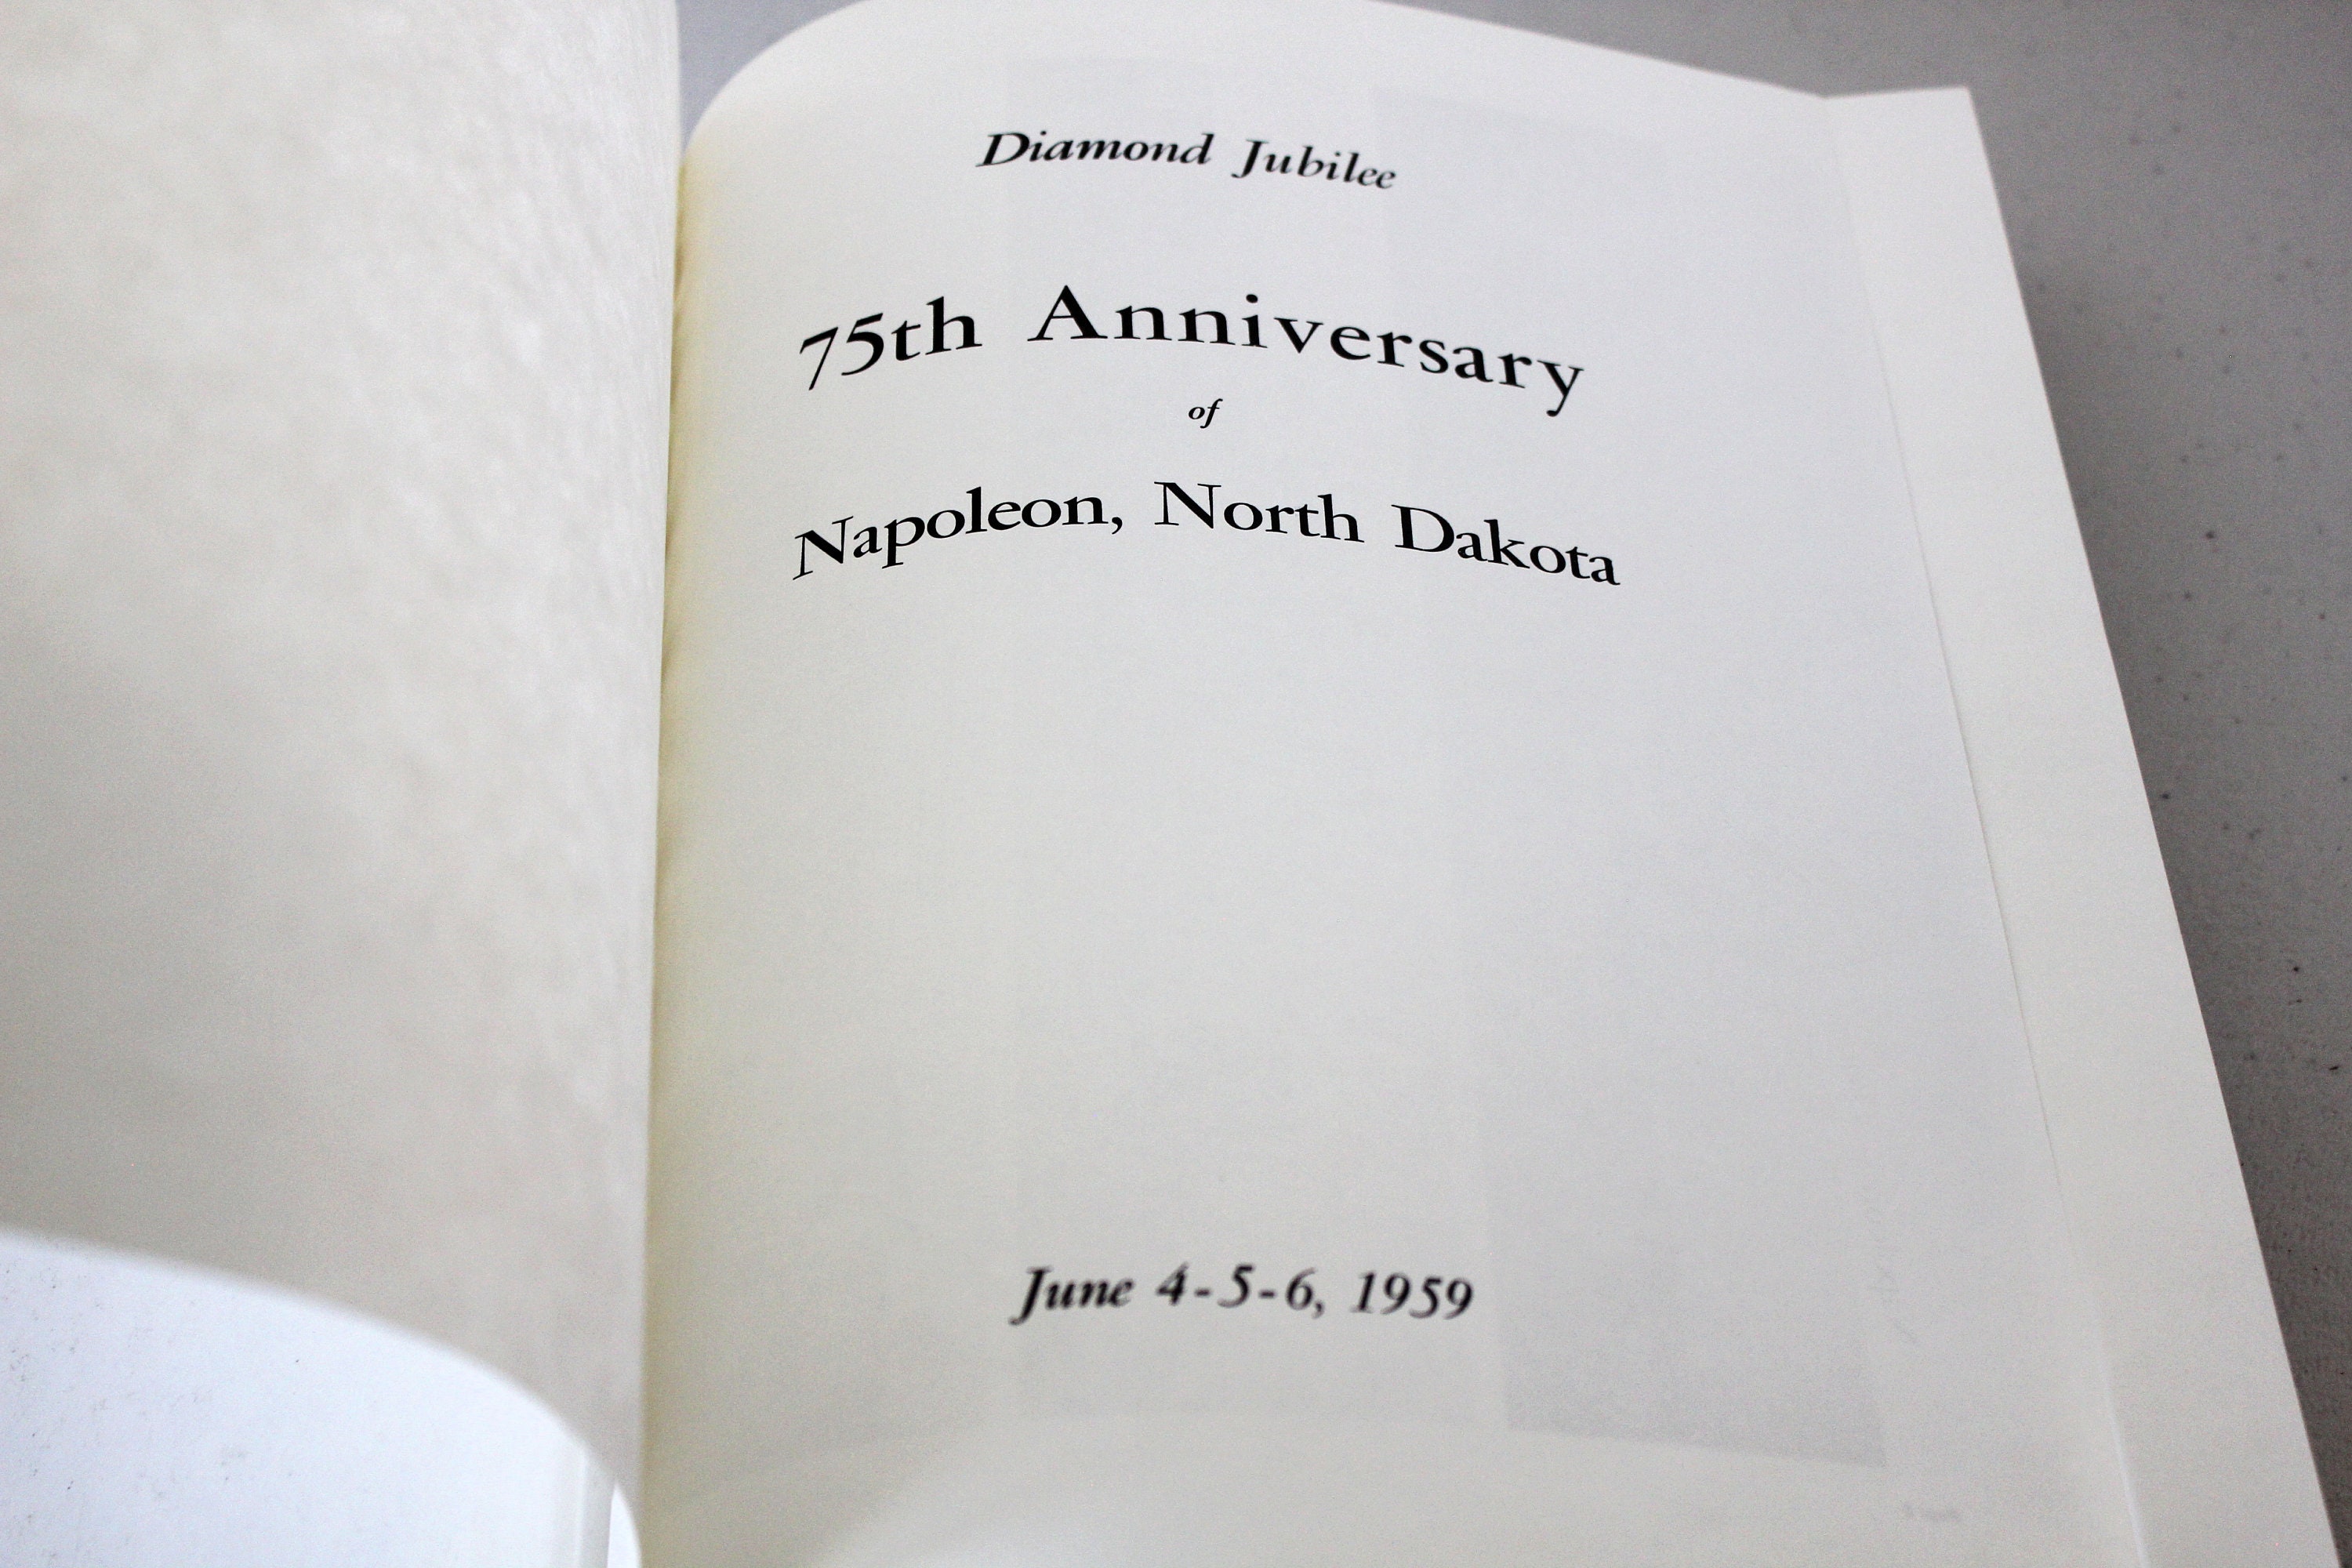 Diamond Jubilee
75th Anniversary
of
Napoleon, North Dakota
June 4-5-6, 1959